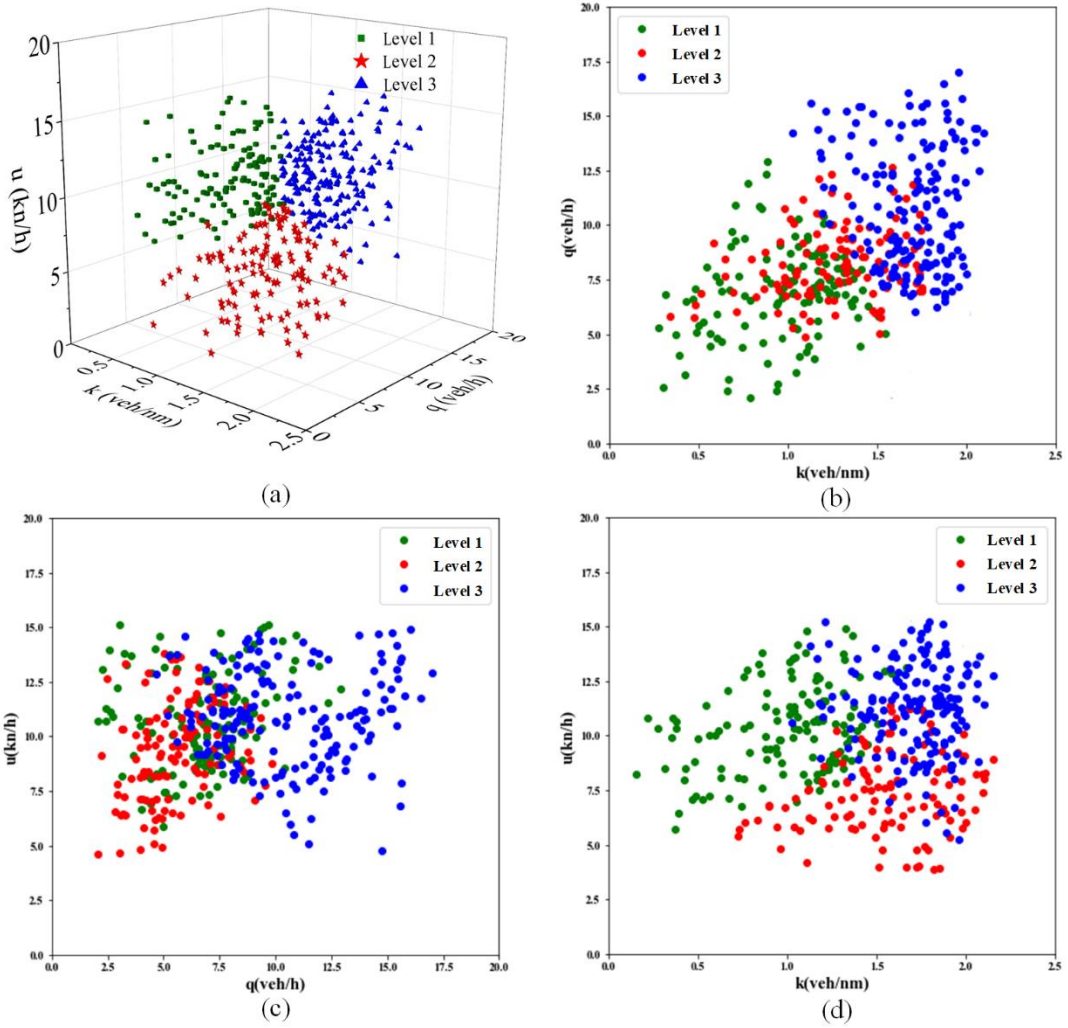 20
15
10
5
0
u (kn/h)
Level 1
Level 2
Level 3
0.5
1.0
1.5
2.0
2.5
k (veh/nm)
0
5
10
15
20
q (veh/h)
(a)
20.0
17.5
15.0
12.5
10.0
7.5
5.0
2.5
0.0
q(veh/h)
Level 1
Level 2
Level 3
0.0 0.5 1.0 1.5 2.0 2.5
k(veh/nm)
(b)
20.0
17.5
15.0
12.5
10.0
7.5
5.0
2.5
0.0
u(kn/h)
Level 1
Level 2
Level 3
0.0 2.5 5.0 7.5 10.0 12.5 15.0 17.5 20.0
q(veh/h)
(c)
20.0
17.5
15.0
12.5
10.0
7.5
5.0
2.5
0.0
u(kn/h)
Level 1
Level 2
Level 3
0.0 0.5 1.0 1.5 2.0 2.5
k(veh/nm)
(d)